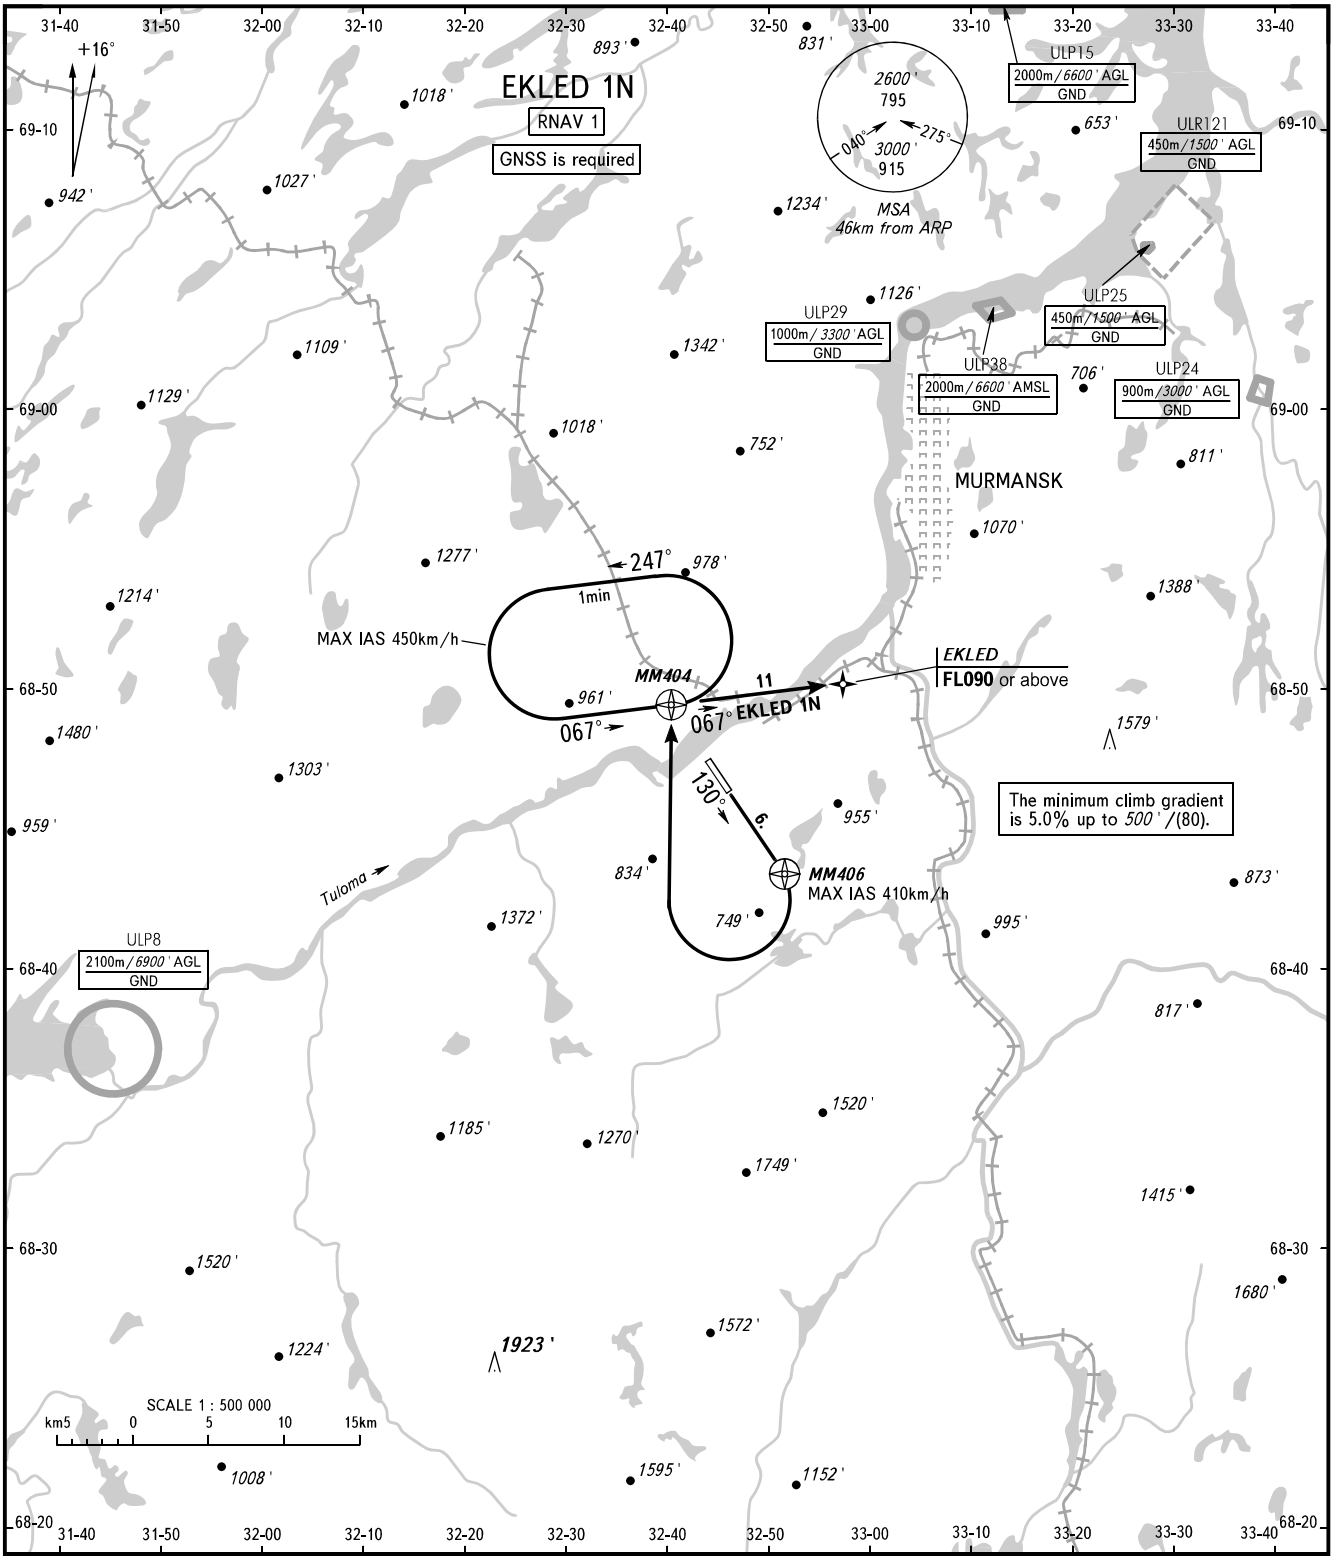 31-40 31-50 32-00 32-10 32-20 32-30 32-40 32-50 33-00 33-10 33-20 33-30 33-40
+16°
893'
831'
2600'
795
040°
275°
3000'
915
MSA
46km from ARP
EKLED 1N
RNAV 1
GNSS is required
ULP15
2000m/6600' AGL
GND
1018'
653'
69-10
69-10
ULR121
450m/1500' AGL
GND
942'
1027'
1234'
1126'
ULP29
1000m/3300' AGL
GND
ULP25
450m/1500' AGL
GND
ULP38
2000m/6600' AMSL
GND
706'
ULP24
900m/3000' AGL
GND
1109'
1342'
1129'
69-00
69-00
1018'
752'
811'
MURMANSK
1070'
1277'
247°
978'
1min
1214'
1388'
MAX IAS 450km/h
MM404
EKLED
FL090 or above
11
68-50
68-50
961'
067°
067° EKLED 1N
1480'
1579'
1303'
130°
6.
The minimum climb gradient
is 5.0% up to 500'/(80).
955'
959'
834'
MM406
MAX IAS 410km/h
Tuloma
873'
749'
1372'
995'
ULP8
2100m/6900' AGL
GND
68-40
68-40
817'
1520'
1185'
1270'
1749'
1415'
68-30
68-30
1520'
1680'
1572'
1224'
1923'
SCALE 1 : 500 000
km5 0 5 10 15km
1008'
1595'
1152'
68-20
68-20
31-40 31-50 32-00 32-10 32-20 32-30 32-40 32-50 33-00 33-10 33-20 33-30 33-40